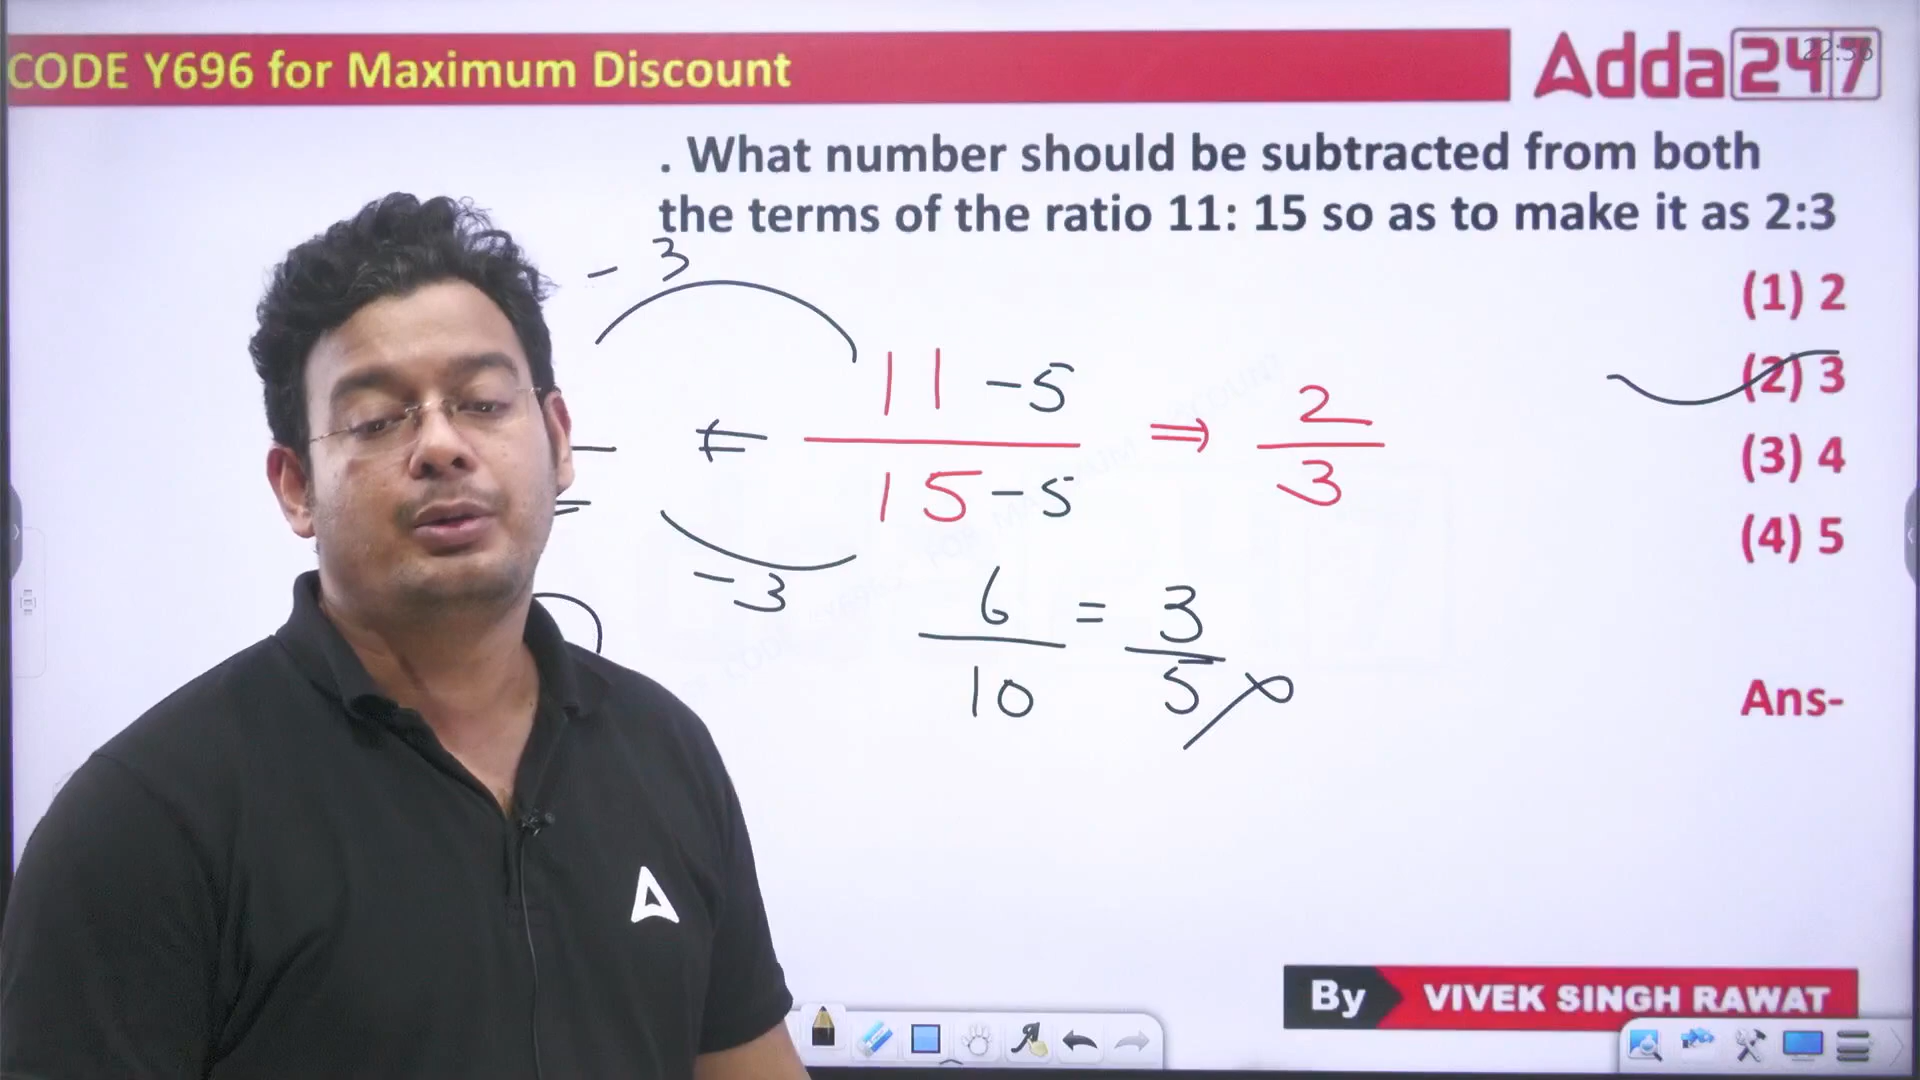 CODE Y696 for Maximum Discount
Adda247
22:56
. What number should be subtracted from both
the terms of the ratio 11: 15 so as to make it as 2:3
(1) 2
(2) 3
(3) 4
(4) 5
Ans-
- 3
11 - 5
15 - 5
⇒
2
3
- 3
6
10
=
3
5
By VIVEK SINGH RAWAT